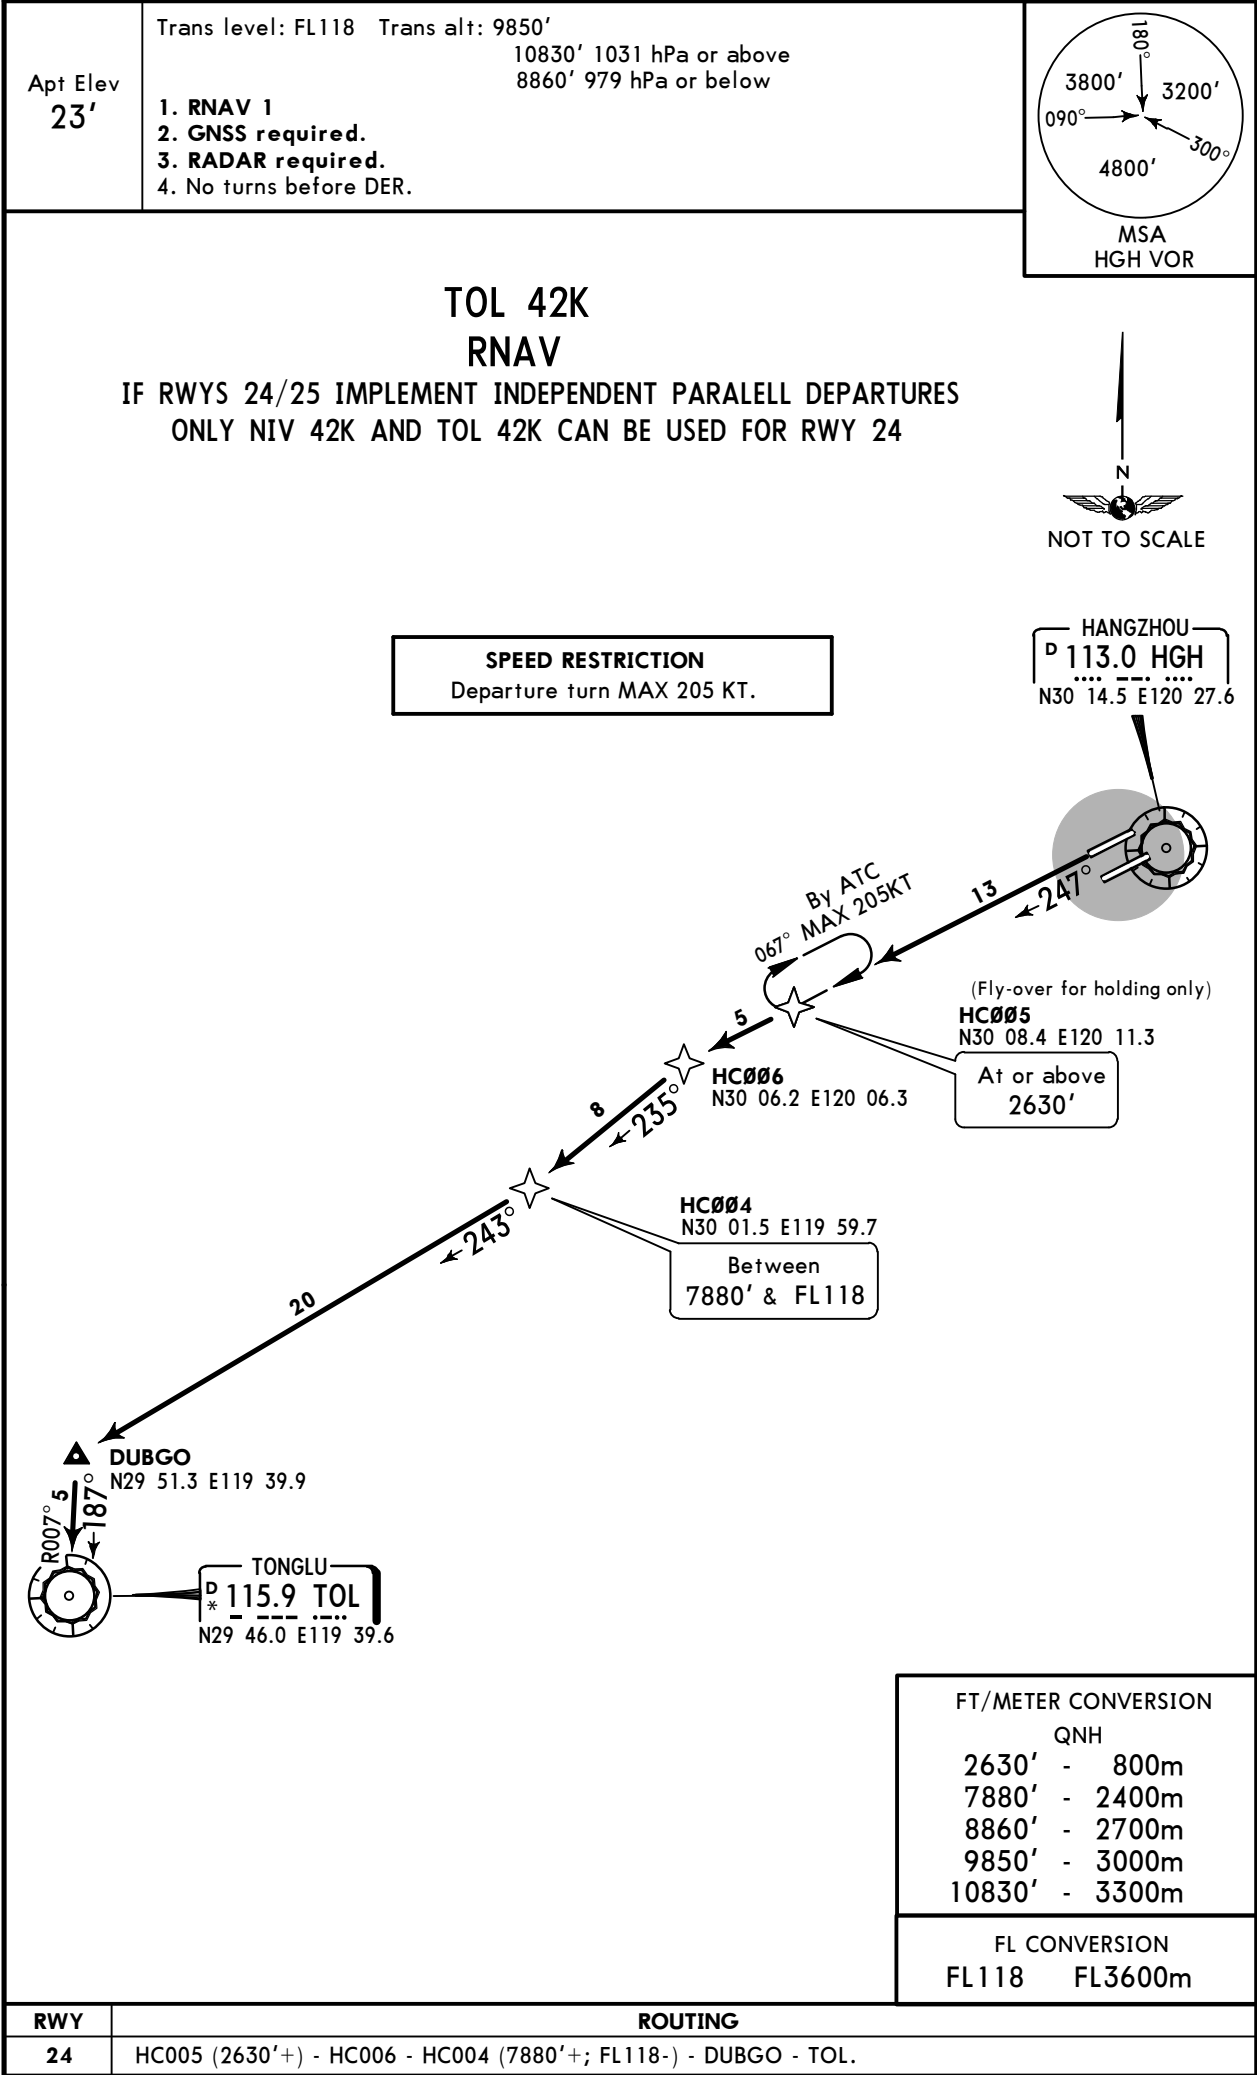 Apt Elev
23'
Trans level: FL118 Trans alt: 9850'
10830' 1031 hPa or above
8860' 979 hPa or below
1. RNAV 1
2. GNSS required.
3. RADAR required.
4. No turns before DER.
180°
3800'
3200'
090°
300°
4800'
MSA
HGH VOR
TOL 42K
RNAV
IF RWYS 24/25 IMPLEMENT INDEPENDENT PARALELL DEPARTURES
ONLY NIV 42K AND TOL 42K CAN BE USED FOR RWY 24
N
NOT TO SCALE
SPEED RESTRICTION
Departure turn MAX 205 KT.
HANGZHOU
D 113.0 HGH
N30 14.5 E120 27.6
By ATC
MAX 205KT
067°
13
247°
(Fly-over for holding only)
HCØØ5
N30 08.4 E120 11.3
At or above
2630'
5
HCØØ6
N30 06.2 E120 06.3
8
235°
HCØØ4
N30 01.5 E119 59.7
Between
7880' & FL118
243°
20
DUBGO
N29 51.3 E119 39.9
R007°
5
187°
TONGLU
D * 115.9 TOL
N29 46.0 E119 39.6
FT/METER CONVERSION
QNH
2630' - 800m
7880' - 2400m
8860' - 2700m
9850' - 3000m
10830' - 3300m
FL CONVERSION
FL118 FL3600m
RWY ROUTING
24 HC005 (2630'+) - HC006 - HC004 (7880'+; FL118-) - DUBGO - TOL.